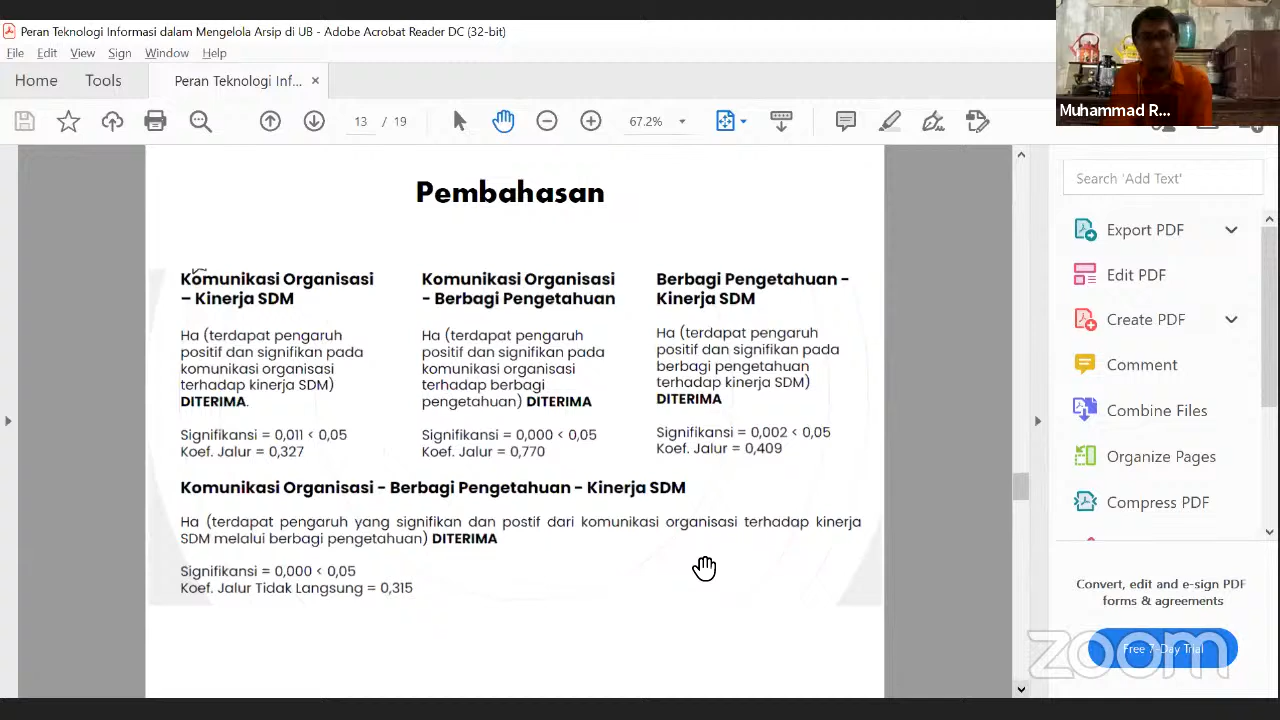 Peran Teknologi Informasi dalam Mengelola Arsip di UB - Adobe Acrobat Reader DC (32-bit)
File Edit View Sign Window Help
Home Tools Peran Teknologi Inf... ×
13 / 19 67.2%
Muhammad R...
Pembahasan
Komunikasi Organisasi
– Kinerja SDM
Ha (terdapat pengaruh
positif dan signifikan pada
komunikasi organisasi
terhadap kinerja SDM)
DITERIMA.
Signifikansi = 0,011 < 0,05
Koef. Jalur = 0,327
Komunikasi Organisasi
- Berbagi Pengetahuan
Ha (terdapat pengaruh
positif dan signifikan pada
komunikasi organisasi
terhadap berbagi
pengetahuan) DITERIMA
Signifikansi = 0,000 < 0,05
Koef. Jalur = 0,770
Berbagi Pengetahuan -
Kinerja SDM
Ha (terdapat pengaruh
positif dan signifikan pada
berbagi pengetahuan
terhadap kinerja SDM)
DITERIMA
Signifikansi = 0,002 < 0,05
Koef. Jalur = 0,409
Komunikasi Organisasi - Berbagi Pengetahuan - Kinerja SDM
Ha (terdapat pengaruh yang signifikan dan postif dari komunikasi organisasi terhadap kinerja
SDM melalui berbagi pengetahuan) DITERIMA
Signifikansi = 0,000 < 0,05
Koef. Jalur Tidak Langsung = 0,315
Search 'Add Text'
Export PDF
Edit PDF
Create PDF
Comment
Combine Files
Organize Pages
Compress PDF
Convert, edit and e-sign PDF
forms & agreements
Free 7-Day Trial
zoom